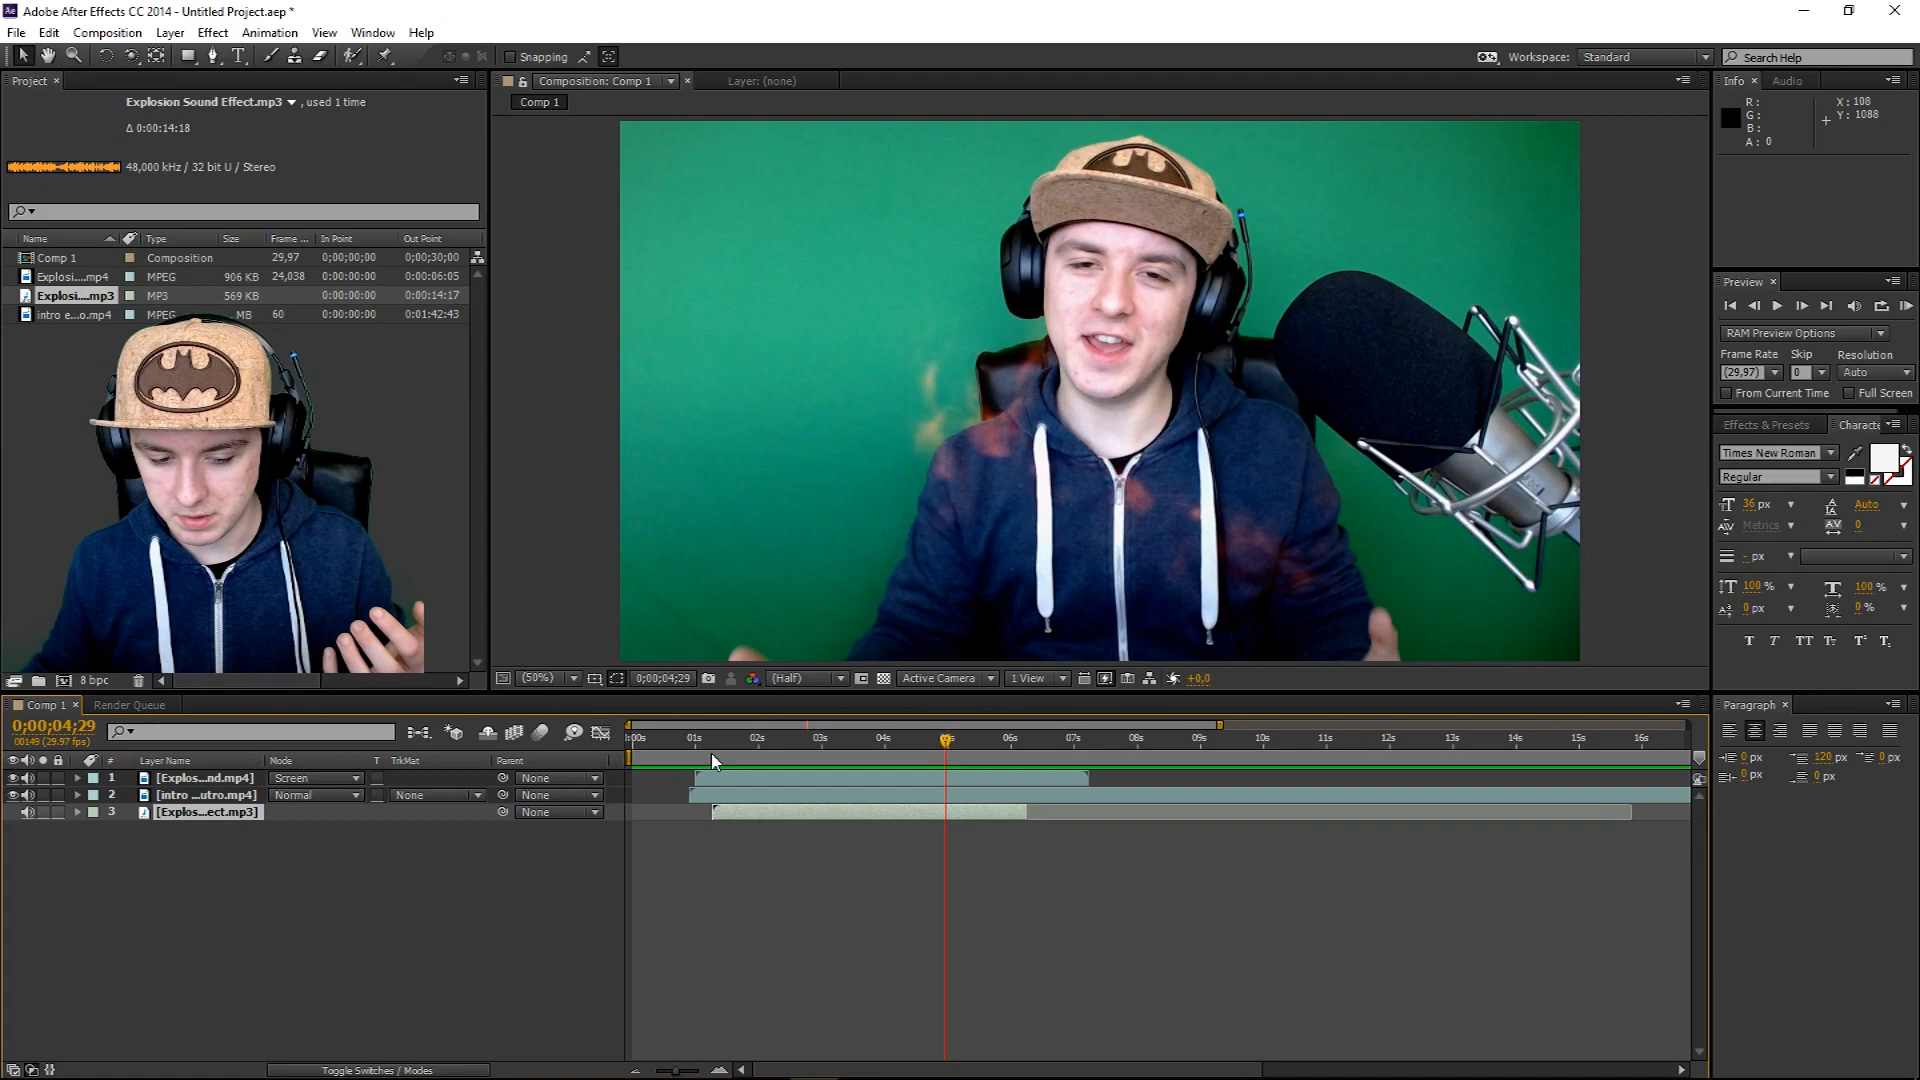 Adobe After Effects CC 2014 - Untitled Project.aep *
File Edit Composition Layer Effect Animation View Window Help
Snapping
Workspace: Standard
Search Help
Project
Explosion Sound Effect.mp3 , used 1 time
Δ 0:00:14:18
48,000 kHz / 32 bit U / Stereo
Name Type Size Frame ... In Point Out Point
Comp 1 Composition 29,97 0;00;00;00 0;00;30;00
Explosi....mp4 MPEG 906 KB 24,038 0:00:00:00 0:00:06:05
Explosi....mp3 MP3 569 KB 0:00:00:00 0:00:14:17
intro e...o.mp4 MPEG MB 60 0:00:00:00 0:01:42:43
8 bpc
Composition: Comp 1
Layer: (none)
Comp 1
(50%) 0;00;04;29 (Half) Active Camera 1 View +0,0
Info Audio
R: X: 108
G: Y: 1088
B:
A: 0
Preview
RAM Preview Options
Frame Rate Skip Resolution
(29,97) 0 Auto
From Current Time Full Screen
Effects & Presets Characte
Times New Roman
Regular
36 px Auto
Metrics 0
- px
100 % 100 %
0 px 0 %
T T TT Tr T¹ T₁
Comp 1 Render Queue
0;00;04;29
00149 (29.97 fps)
# Layer Name Mode T TrkMat Parent
1 [Explos...nd.mp4] Screen None
2 [intro ...utro.mp4] Normal None None
3 [Explos...ect.mp3] None
:00s 01s 02s 03s 04s 06s 07s 08s 09s 10s 11s 12s 13s 14s 15s 16s
Toggle Switches / Modes
Paragraph
0 px 120 px 0 px
0 px 0 px